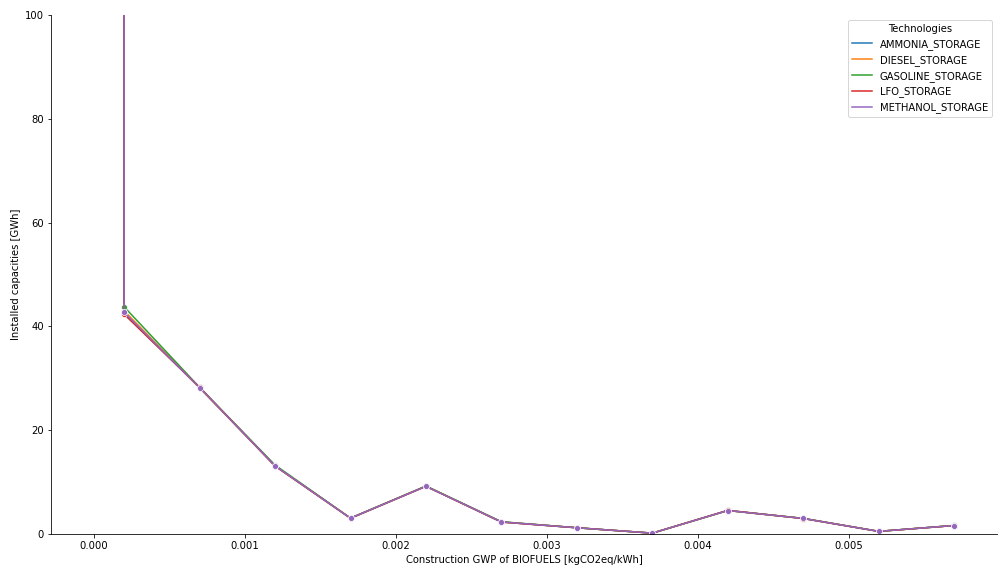 Technologies
AMMONIA_STORAGE
DIESEL_STORAGE
GASOLINE_STORAGE
LFO_STORAGE
METHANOL_STORAGE
Installed capacities [GWh]
100
80
60
40
20
0
0.000 0.001 0.002 0.003 0.004 0.005
Construction GWP of BIOFUELS [kgCO2eq/kWh]